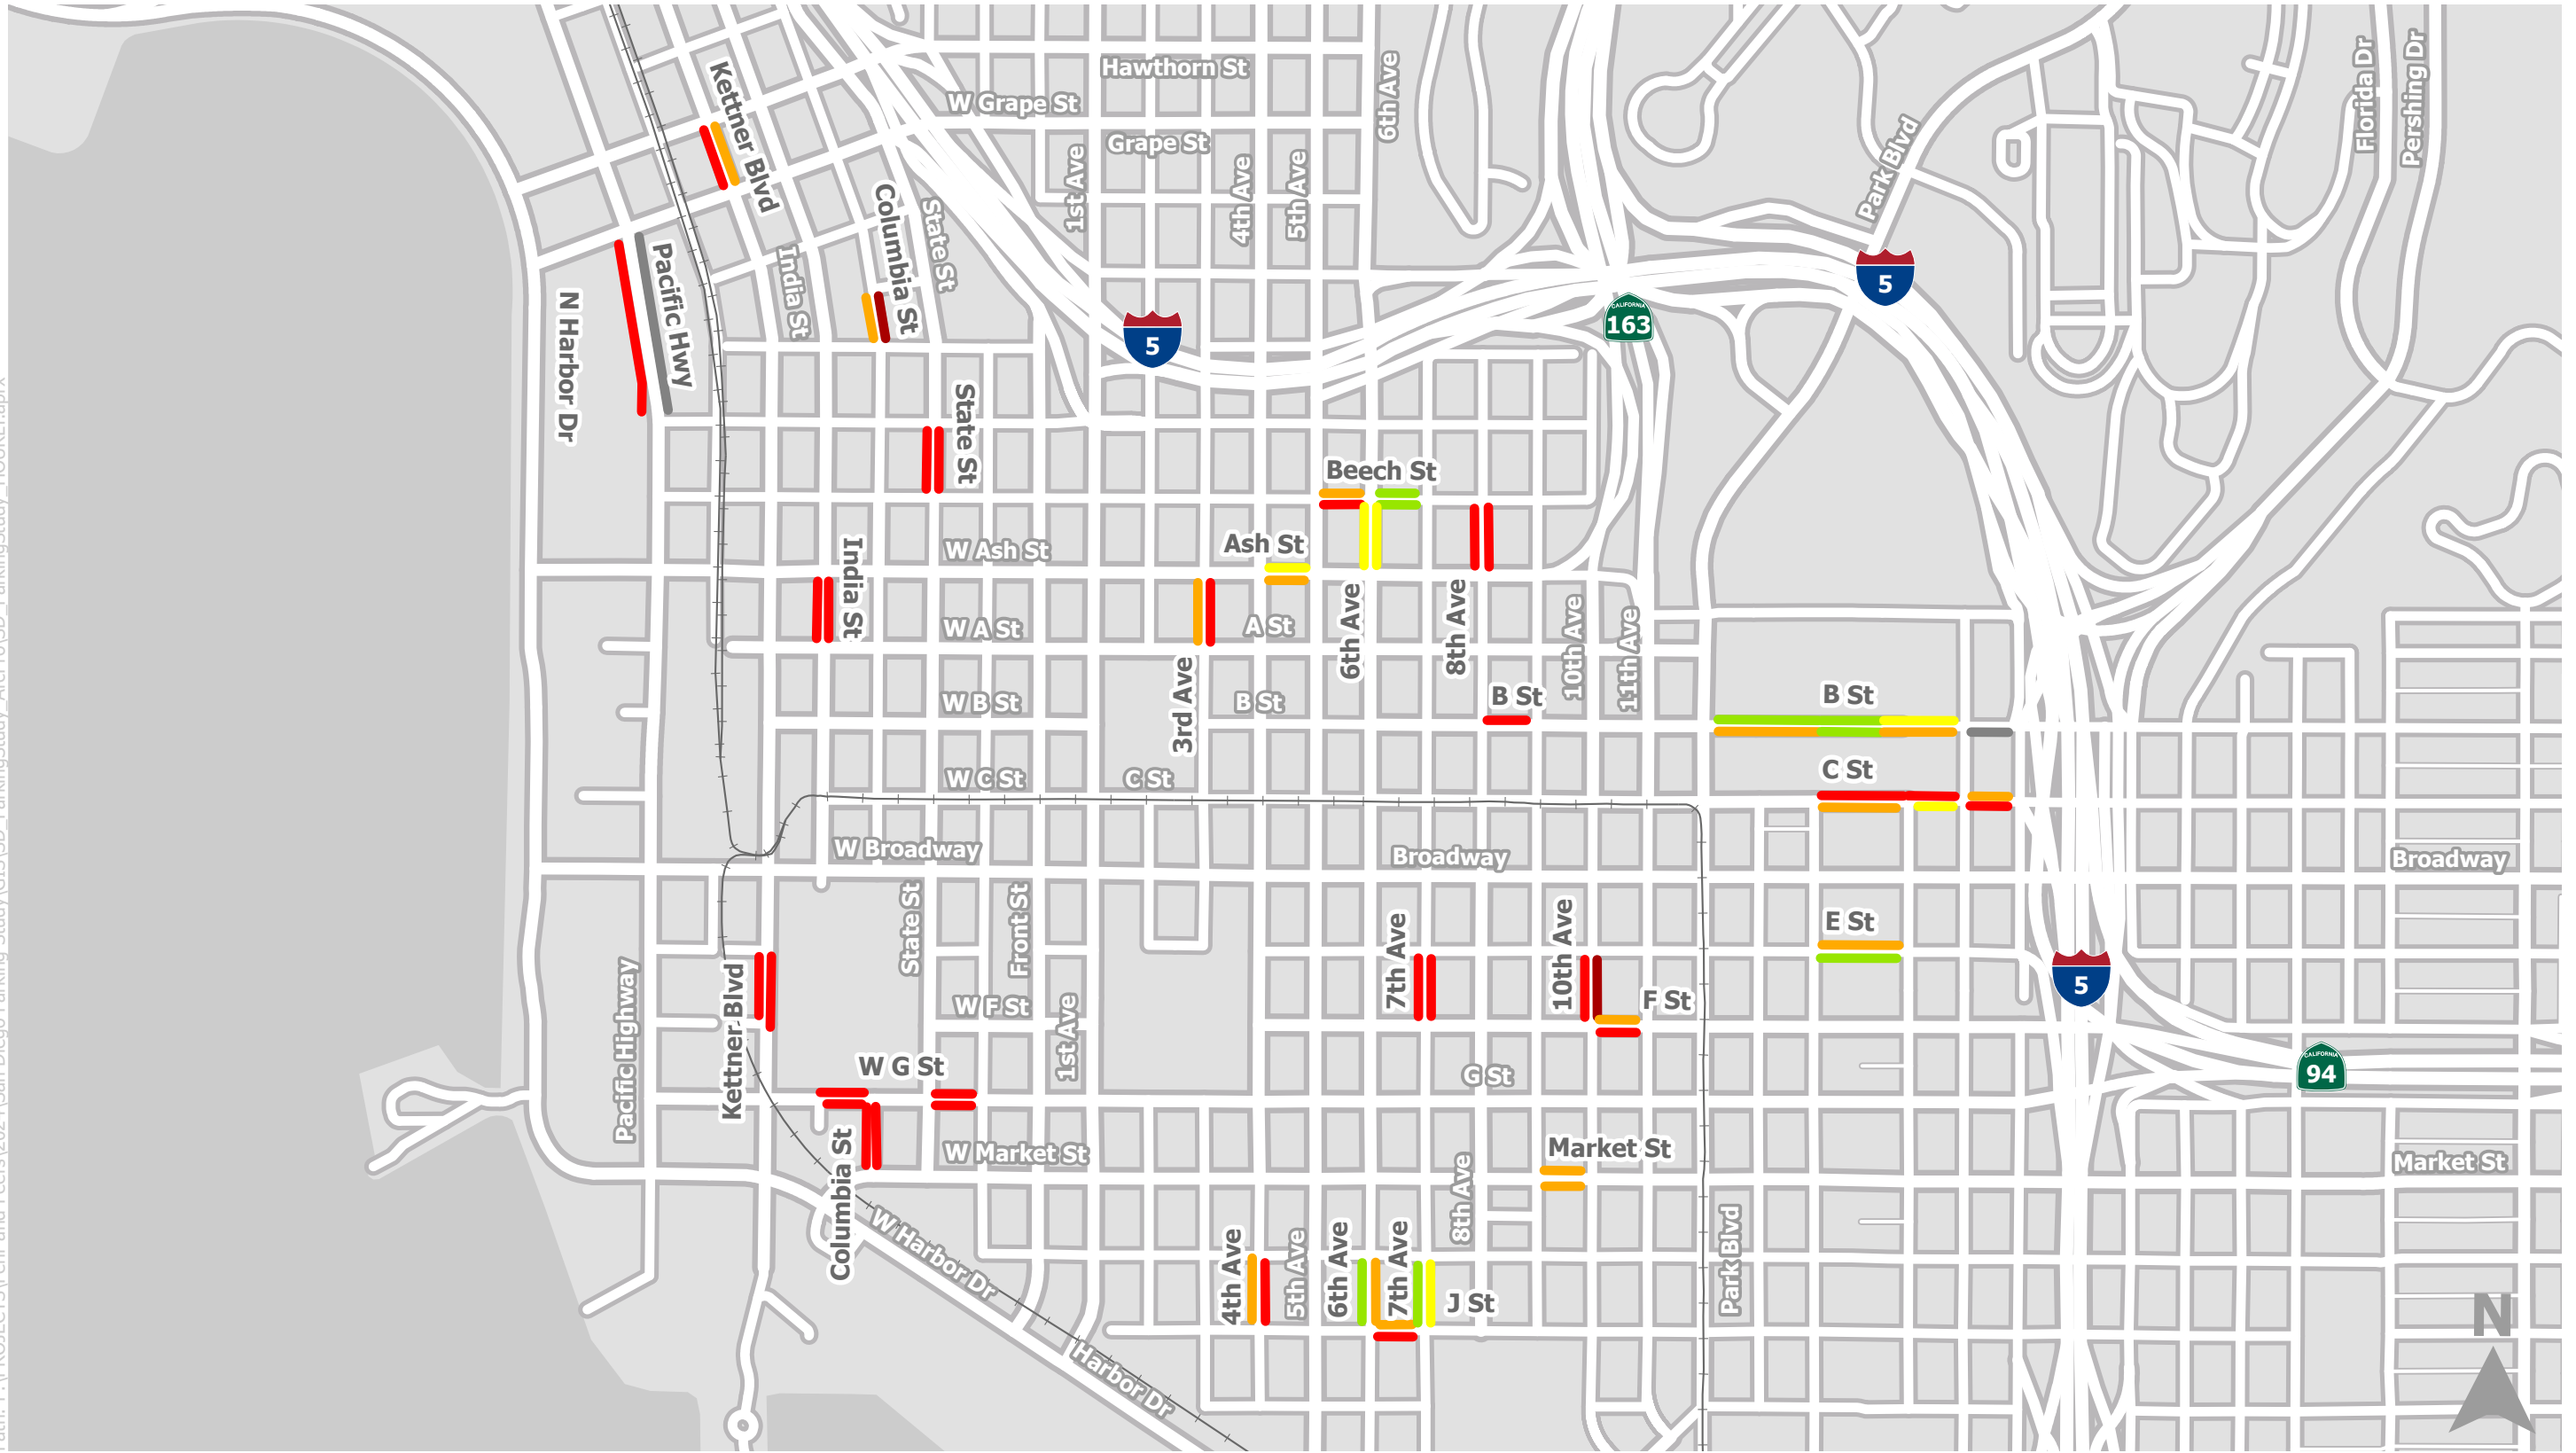 Hawthorn St
W Grape St
Grape St
6th Ave
Florida Dr
Pershing Dr
Kettner Blvd
1st Ave
4th Ave
5th Ave
Park Blvd
Columbia St
State St
India St
Pacific Hwy
N Harbor Dr
5
CALIFORNIA
163
5
State St
Beech St
Ash St
W Ash St
India St
W A St
A St
6th Ave
8th Ave
10th Ave
11th Ave
3rd Ave
W B St
B St
B St
B St
W C St
C St
C St
W Broadway
Broadway
Broadway
State St
Front St
7th Ave
10th Ave
E St
Kettner Blvd
Pacific Highway
W F St
F St
1st Ave
5
W G St
G St
CALIFORNIA
94
Columbia St
W Market St
Market St
Market St
8th Ave
W Harbor Dr
4th Ave
5th Ave
6th Ave
7th Ave
J St
Park Blvd
Harbor Dr
N